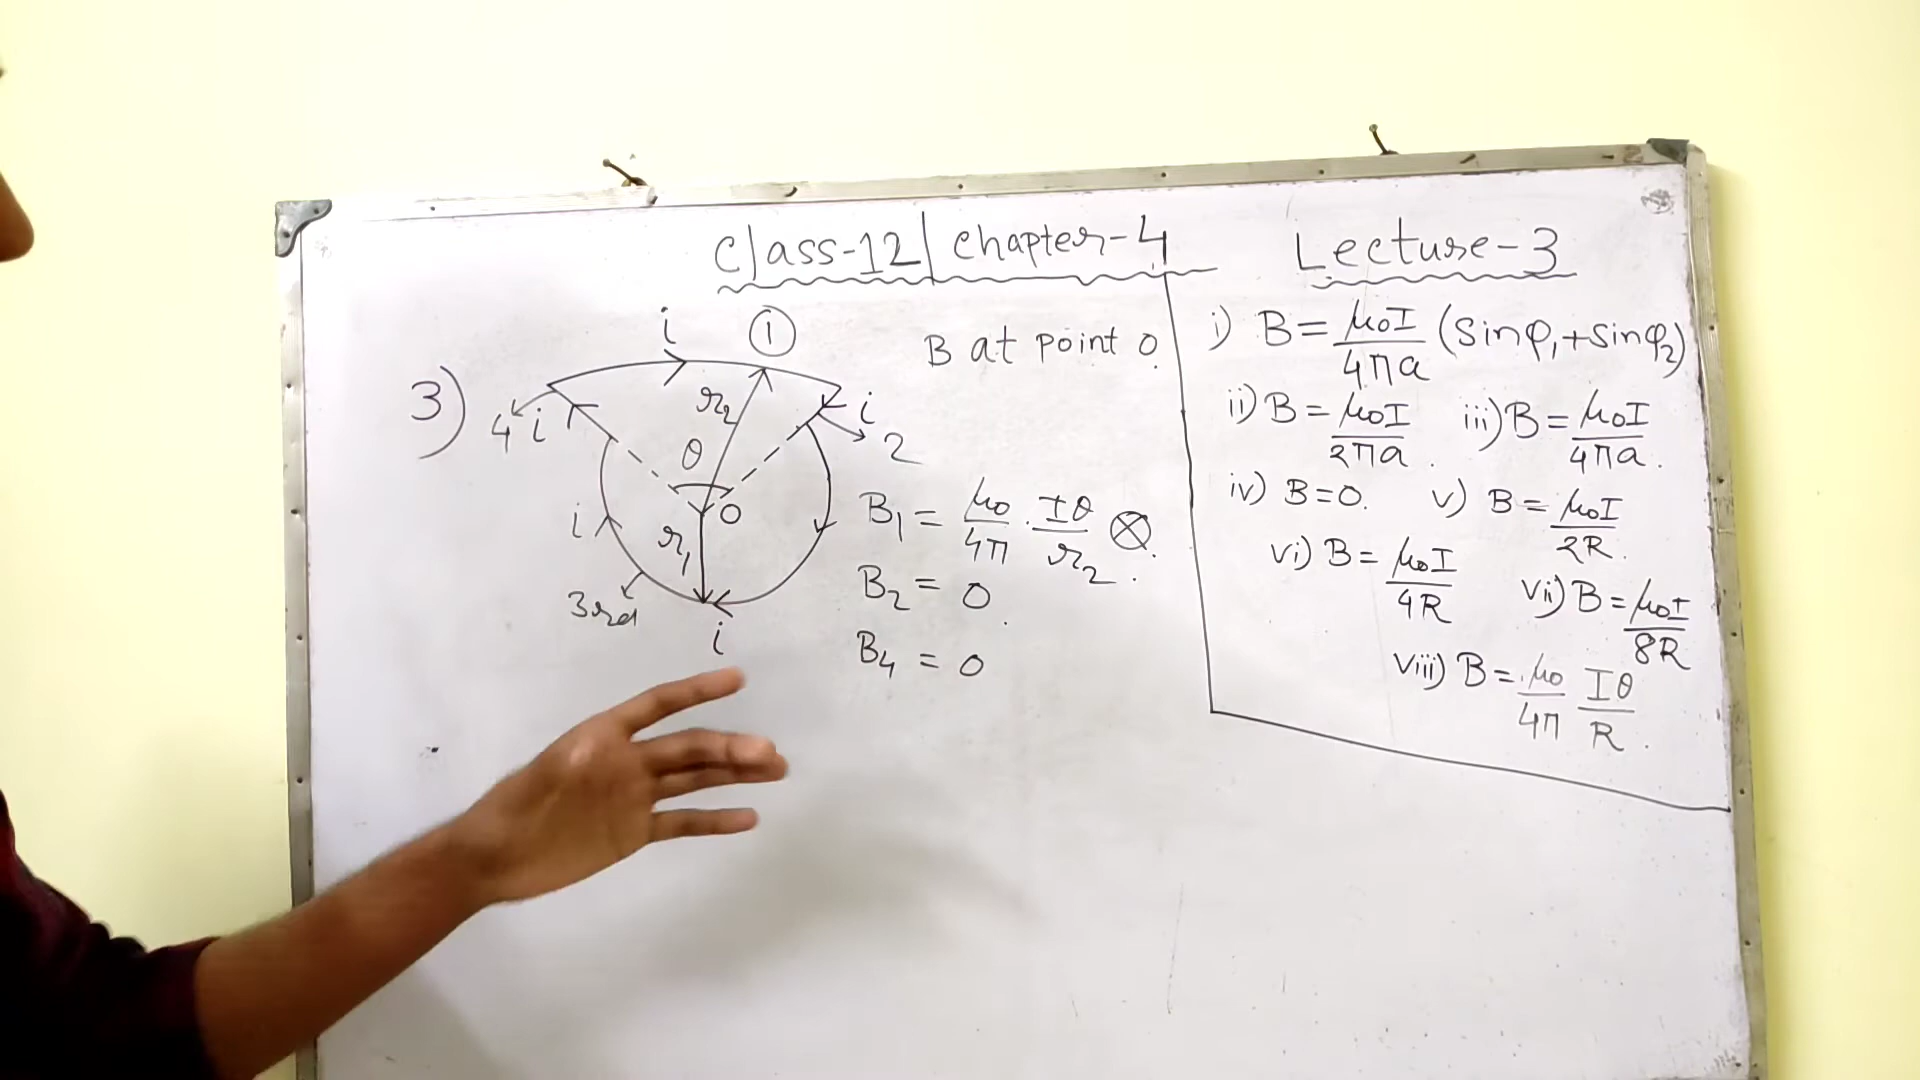 Class-12 | Chapter-4
Lecture-3
3)
i
①
r₂
4
i
i
2
θ
O
i
r₁
3rd
i
B at point O
B₁ = μ₀/4π · Iθ/r₂ ⊗.
B₂ = 0.
B₄ = 0
i) B = μ₀I/4πa (Sinφ₁+Sinφ₂)
ii) B = μ₀I/2πa. iii) B = μ₀I/4πa.
iv) B=0. v) B = μ₀I/2R.
vi) B = μ₀I/4R vii) B = μ₀I/8R
viii) B = μ₀/4π Iθ/R.